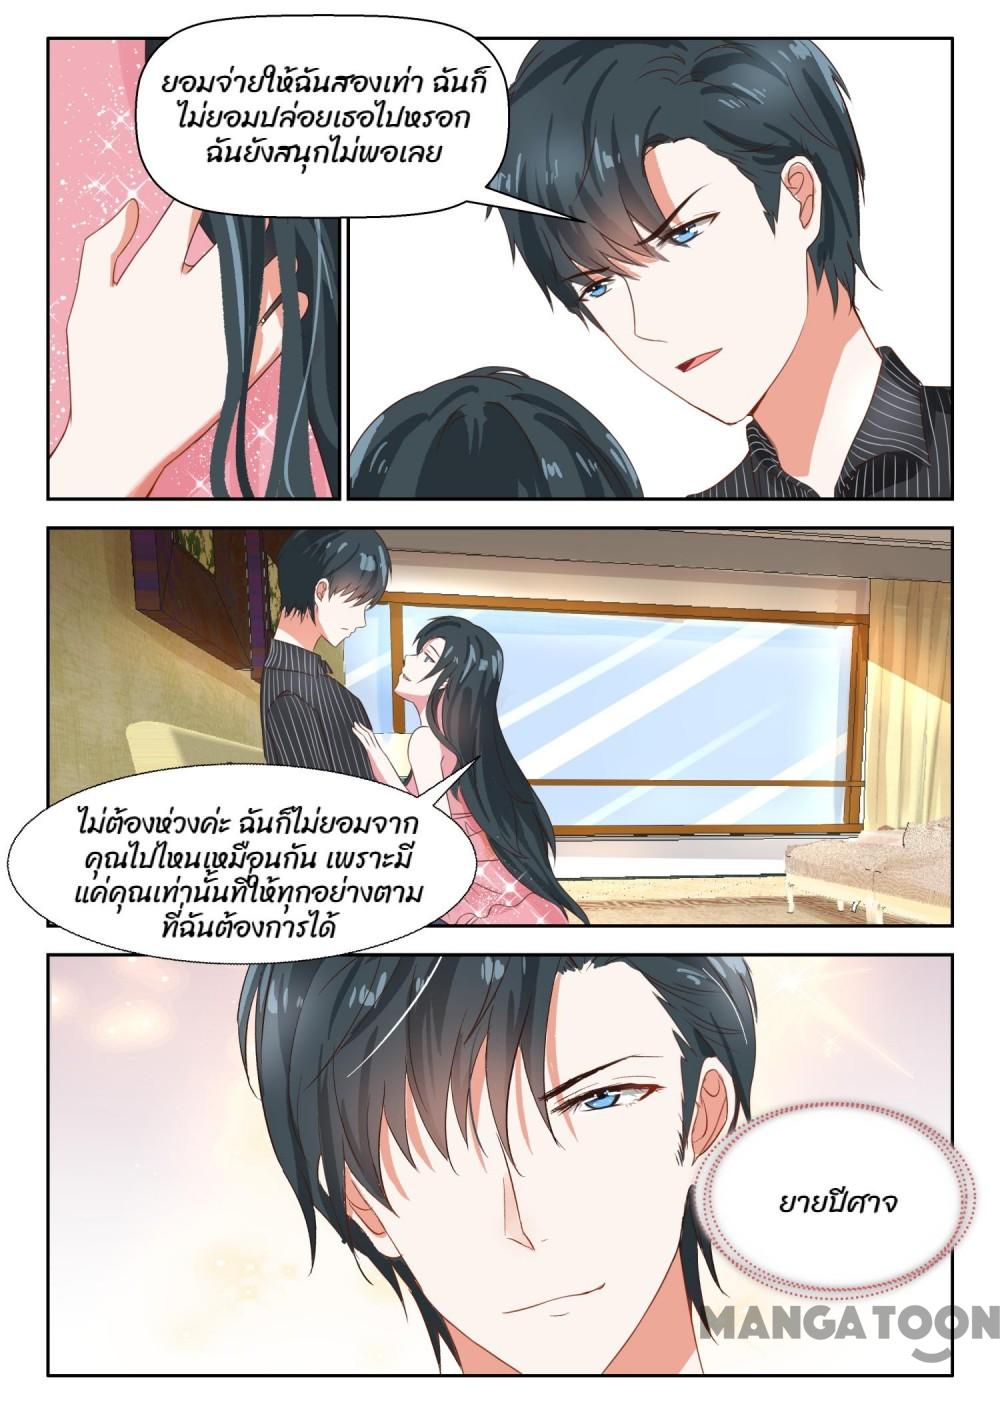 ยอมจ่ายให้ฉันสองเท่า ฉันก็
ไม่ยอมปล่อยเธอไปหรอก
ฉันยังสนุกไม่พอเลย
ไม่ต้องห่วงค่ะ ฉันก็ไม่ยอมจาก
คุณไปไหนเหมือนกัน เพราะมี
แค่คุณเท่านั้นที่ให้ทุกอย่างตาม
ที่ฉันต้องการได้
ยายปีศาจ
MANGATOON